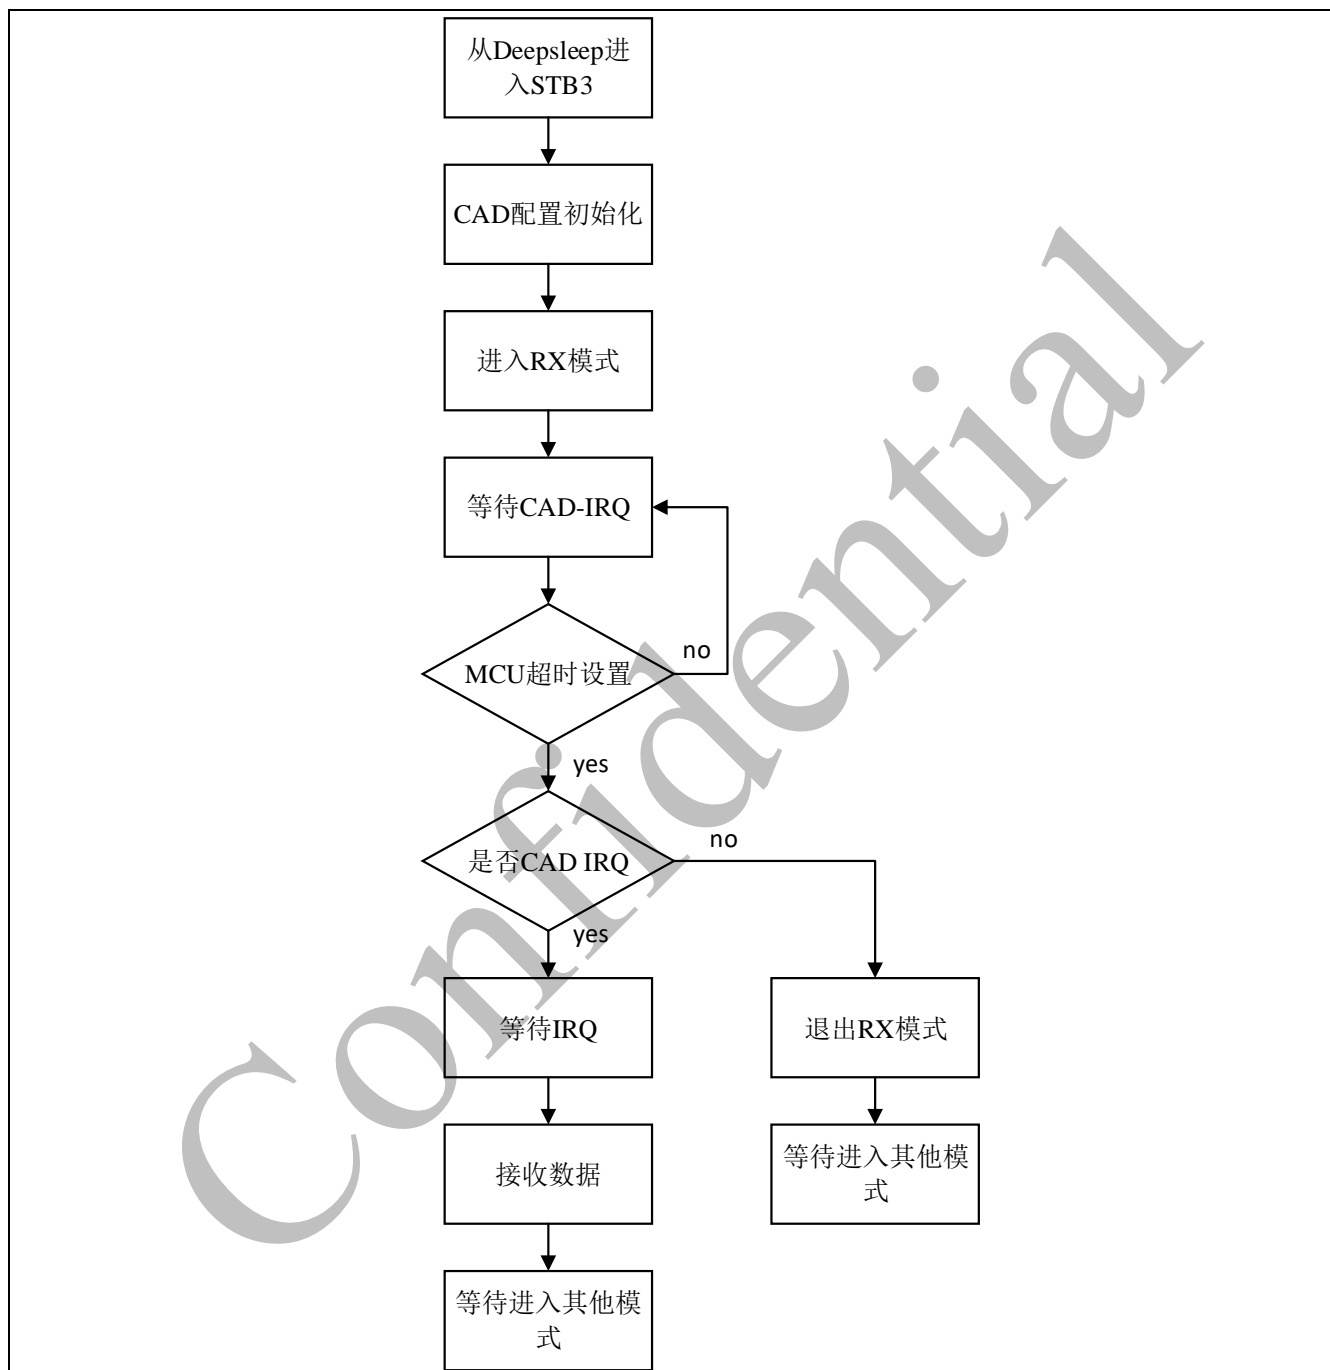 从Deepsleep进
入STB3
CAD配置初始化
进入RX模式
等待CAD-IRQ
no
MCU超时设置
yes
no
是否CAD IRQ
yes
等待IRQ
退出RX模式
接收数据
等待进入其他模
式
等待进入其他模
式
Confidential